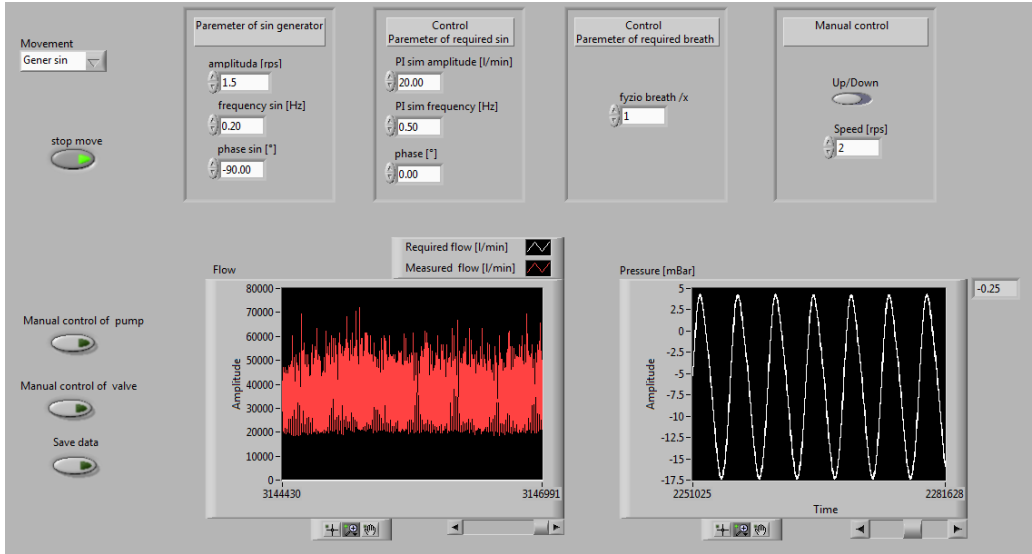 Movement
Gener sin
stop move
Paremeter of sin generator
amplituda [rps]
1.5
frequency sin [Hz]
0.20
phase sin [°]
-90.00
Control
Paremeter of required sin
PI sim amplitude [l/min]
20.00
PI sim frequency [Hz]
0.50
phase [°]
0.00
Control
Paremeter of required breath
fyzio breath /x
1
Manual control
Up/Down
Speed [rps]
2
Manual control of pump
Manual control of valve
Save data
Flow
Required flow [l/min]
Measured flow [l/min]
Amplitude
80000
70000
60000
50000
40000
30000
20000
10000
0
3144430
3146991
Pressure [mBar]
-0.25
Amplitude
5
2.5
0
-2.5
-5
-7.5
-10
-12.5
-15
-17.5
2251025
2281628
Time